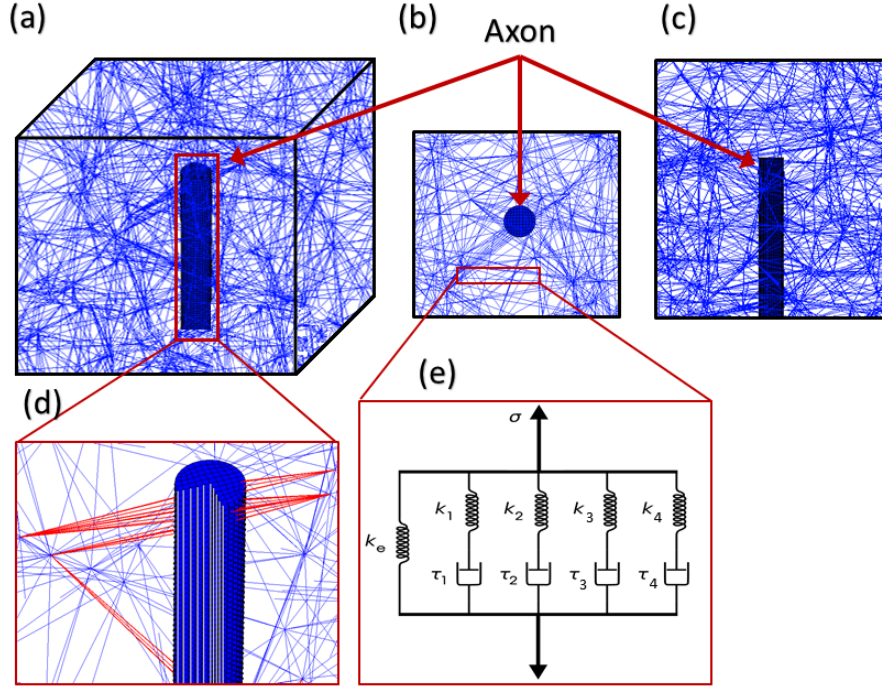 (a)
(b)
(c)
Axon
(d)
(e)
σ
k₁ k₂ k₃ k₄
kₑ
τ₁ τ₂ τ₃ τ₄